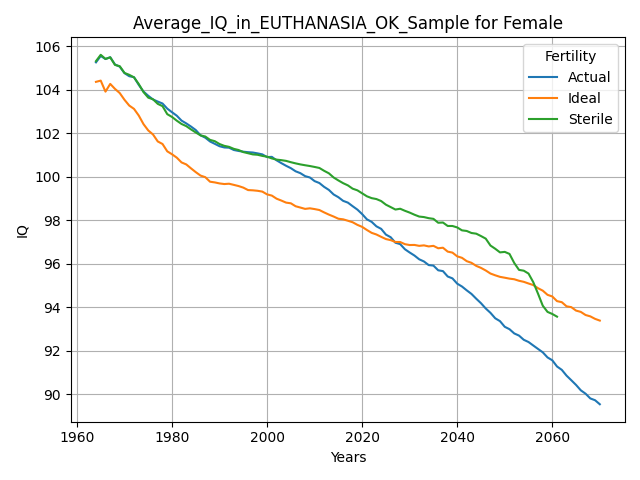 Average_IQ_in_EUTHANASIA_OK_Sample for Female
106
104
102
100
98
96
94
92
90
IQ
Fertility
Actual
Ideal
Sterile
1960
1980
2000
2020
2040
2060
Years